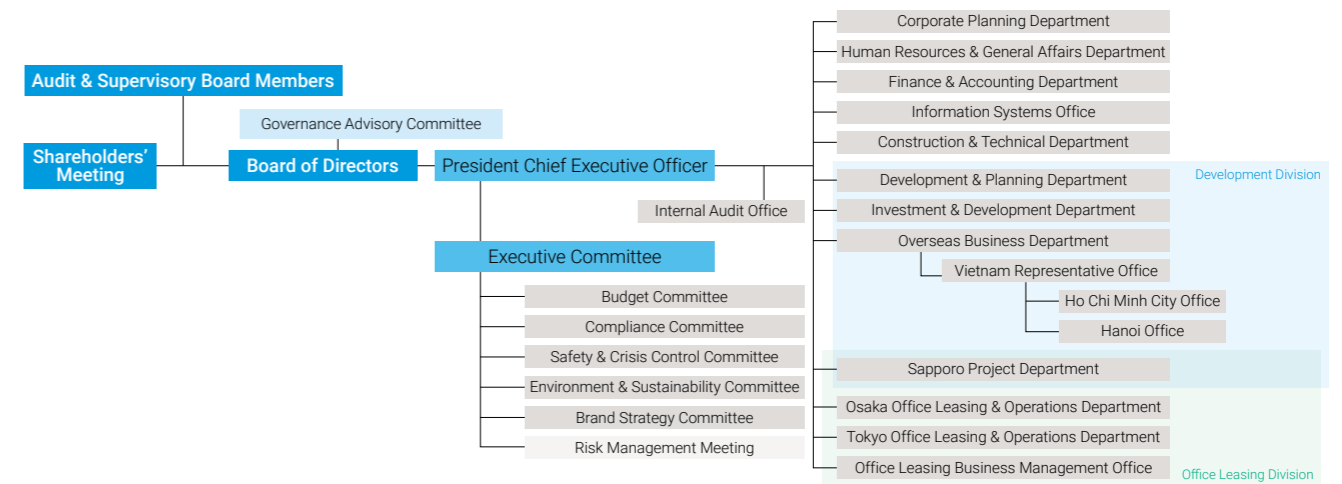 Audit & Supervisory Board Members
Governance Advisory Committee
Shareholders'
Meeting
Board of Directors
President Chief Executive Officer
Internal Audit Office
Executive Committee
Budget Committee
Compliance Committee
Safety & Crisis Control Committee
Environment & Sustainability Committee
Brand Strategy Committee
Risk Management Meeting
Corporate Planning Department
Human Resources & General Affairs Department
Finance & Accounting Department
Information Systems Office
Construction & Technical Department
Development Division
Development & Planning Department
Investment & Development Department
Overseas Business Department
Vietnam Representative Office
Ho Chi Minh City Office
Hanoi Office
Sapporo Project Department
Osaka Office Leasing & Operations Department
Tokyo Office Leasing & Operations Department
Office Leasing Business Management Office
Office Leasing Division